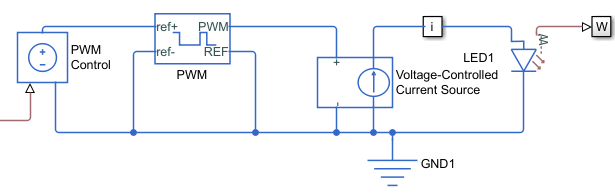 ref+ PWM
ref- REF
PWM
Control
PWM
+
-
Voltage-Controlled
Current Source
i
LED1
W
W
GND1